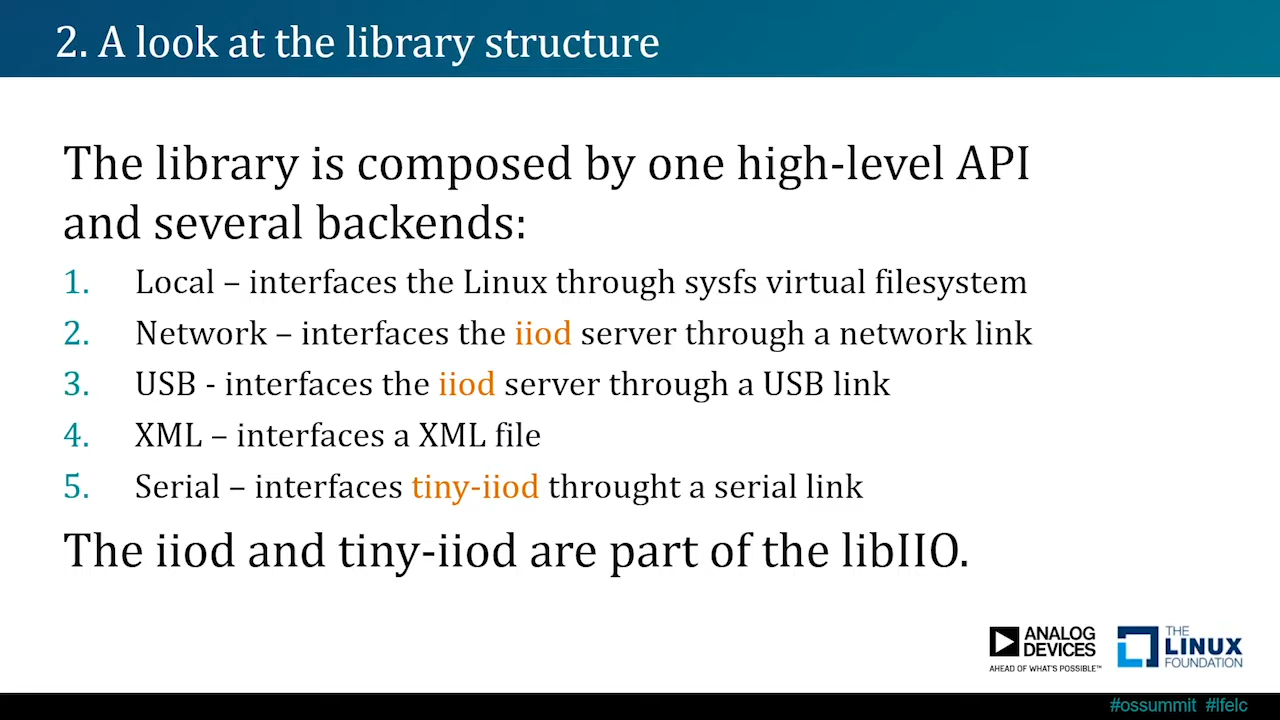 2. A look at the library structure
The library is composed by one high-level API
and several backends:
1. Local – interfaces the Linux through sysfs virtual filesystem
2. Network – interfaces the iiod server through a network link
3. USB - interfaces the iiod server through a USB link
4. XML – interfaces a XML file
5. Serial – interfaces tiny-iiod throught a serial link
The iiod and tiny-iiod are part of the libIIO.
ANALOG
DEVICES
AHEAD OF WHAT'S POSSIBLE™
THE
LINUX
FOUNDATION
#ossummit #lfelc